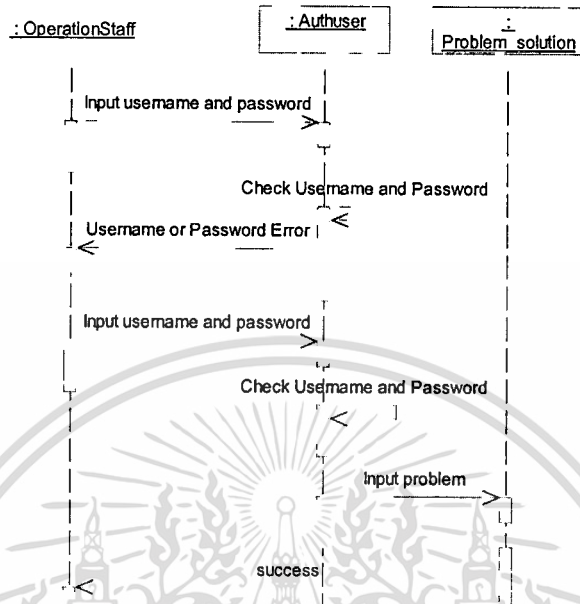 : OperationStaff
: Authuser
:
Problem solution
Input username and password
Check Username and Password
Username or Password Error
Input username and password
Check Username and Password
Input problem
success